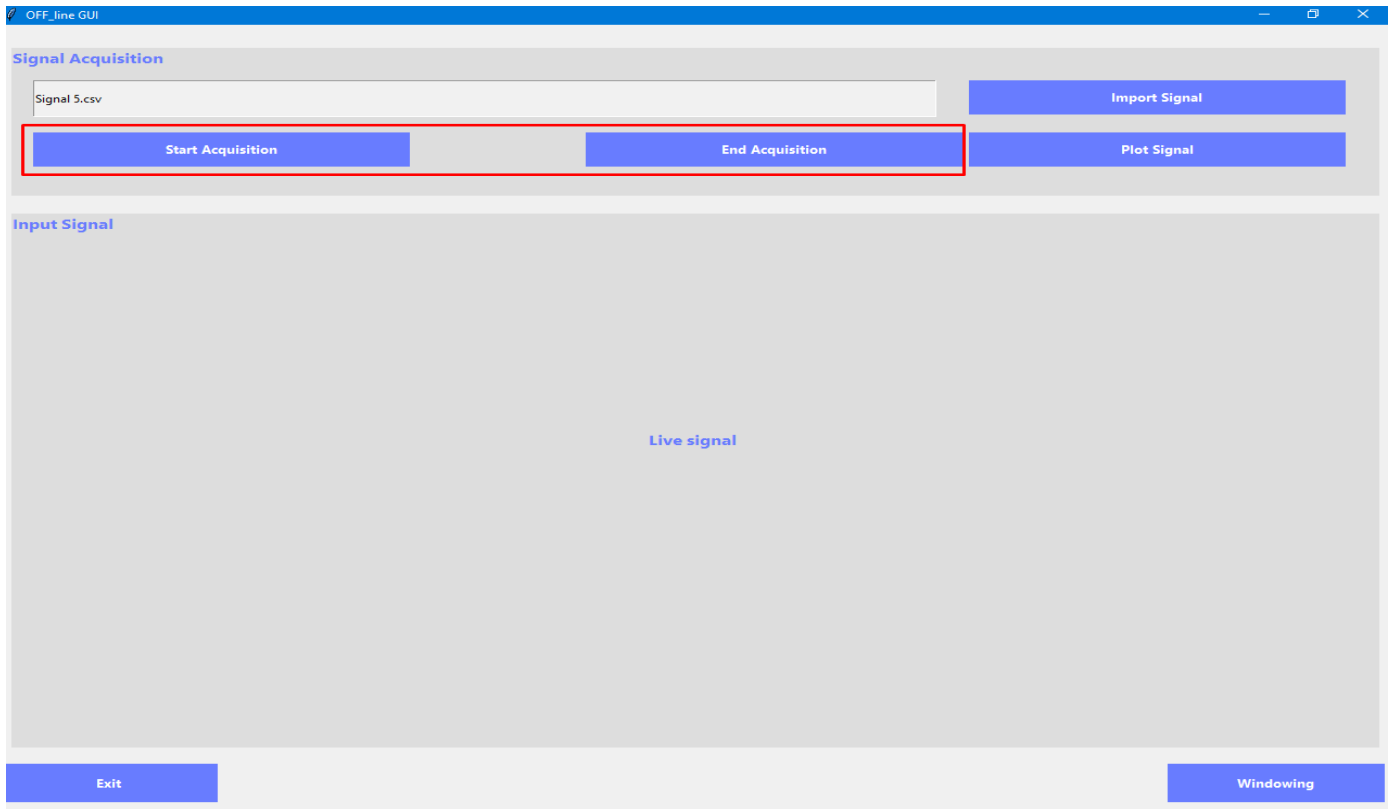 OFF_line GUI
Signal Acquisition
Signal 5.csv
Import Signal
Start Acquisition
End Acquisition
Plot Signal
Input Signal
Live signal
Exit
Windowing